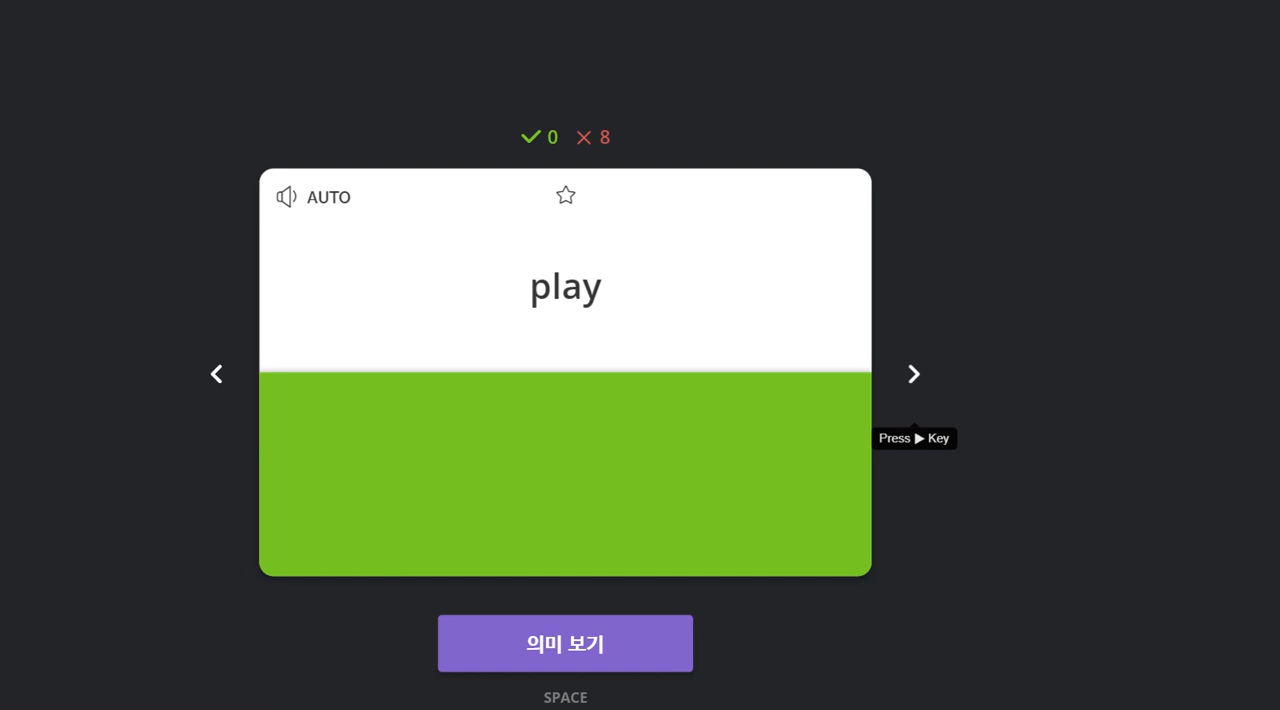 0 8
AUTO
play
Press ▶ Key
의미 보기
SPACE